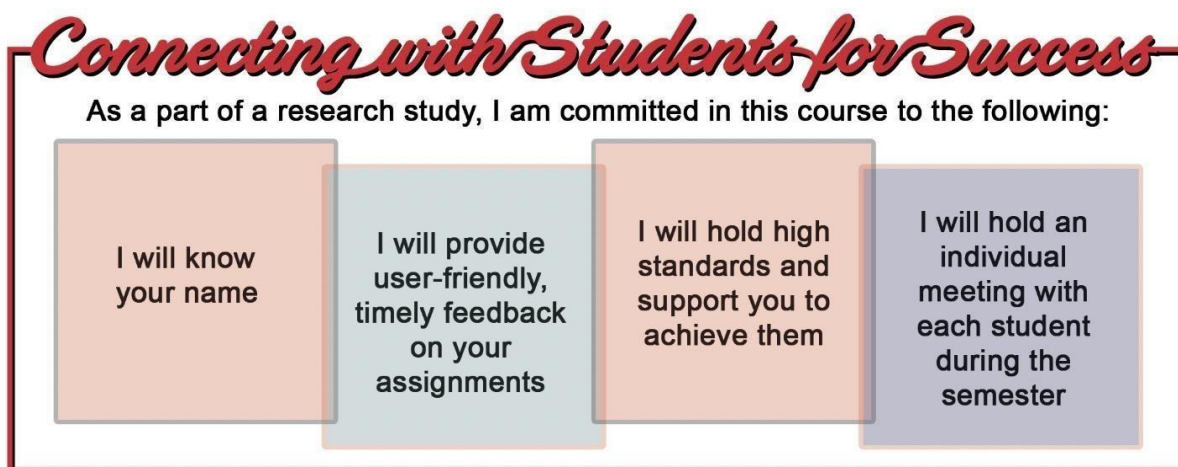 Connecting with Students for Success
As a part of a research study, I am committed in this course to the following:
I will know
your name
I will provide
user-friendly,
timely feedback
on your
assignments
I will hold high
standards and
support you to
achieve them
I will hold an
individual
meeting with
each student
during the
semester